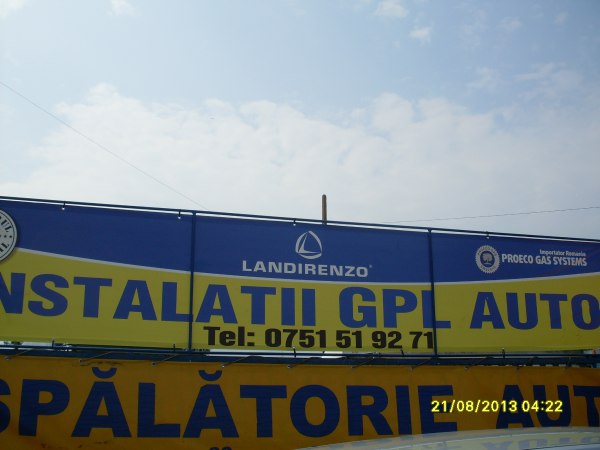 LANDIRENZO
Importator Romania
PROECO GAS SYSTEMS
NSTALATII GPL AUTO
Tel: 0751 51 92 71
SPĂLĂTORIE AUT
21/08/2013 04:22